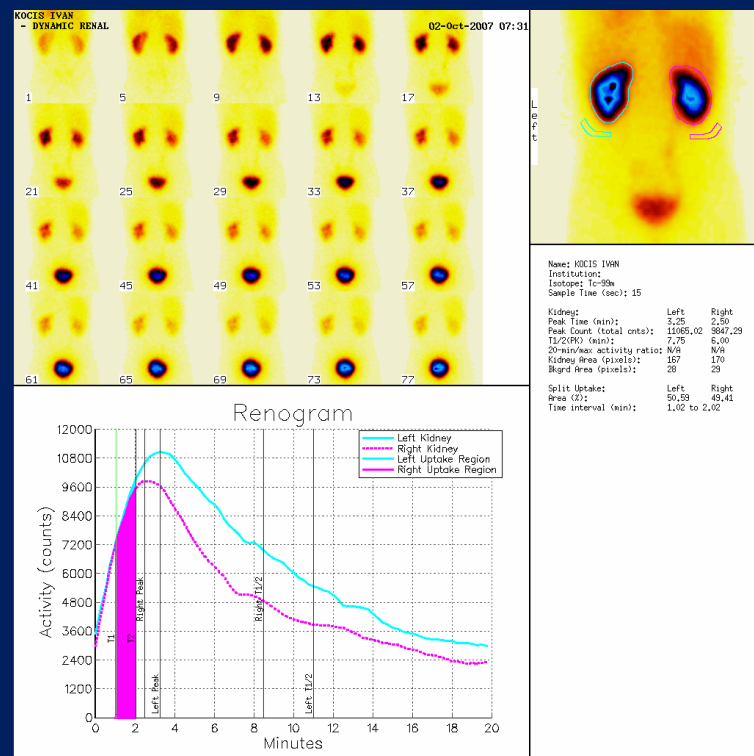 KOCIS IVAN
- DYNAMIC RENAL 02-Oct-2007 07:31
1 5 9 13 17
21 25 29 33 37
41 45 49 53 57
61 65 69 73 77
Left
Name: KOCIS IVAN
Institution:
Isotope: Tc-99m
Sample Time (sec): 15
Kidney: Left Right
Peak Time (min): 3.25 2.50
Peak Count (total cnts): 11065.02 9847.29
T1/2(PK) (min): 7.75 6.00
20-min/max activity ratio: N/A N/A
Kidney Area (pixels): 167 170
Bkgrd Area (pixels): 28 29
Split Uptake: Left Right
Area (%): 50.59 49.41
Time interval (min): 1.02 to 2.02
Renogram
Left Kidney
Right Kidney
Left Uptake Region
Right Uptake Region
Activity (counts)
12000
10800
9600
8400
7200
6000
4800
3600
2400
1200
0
T1
T2
Right Peak
Left Peak
Right T1/2
Left T1/2
0 2 4 6 8 10 12 14 16 18 20
Minutes